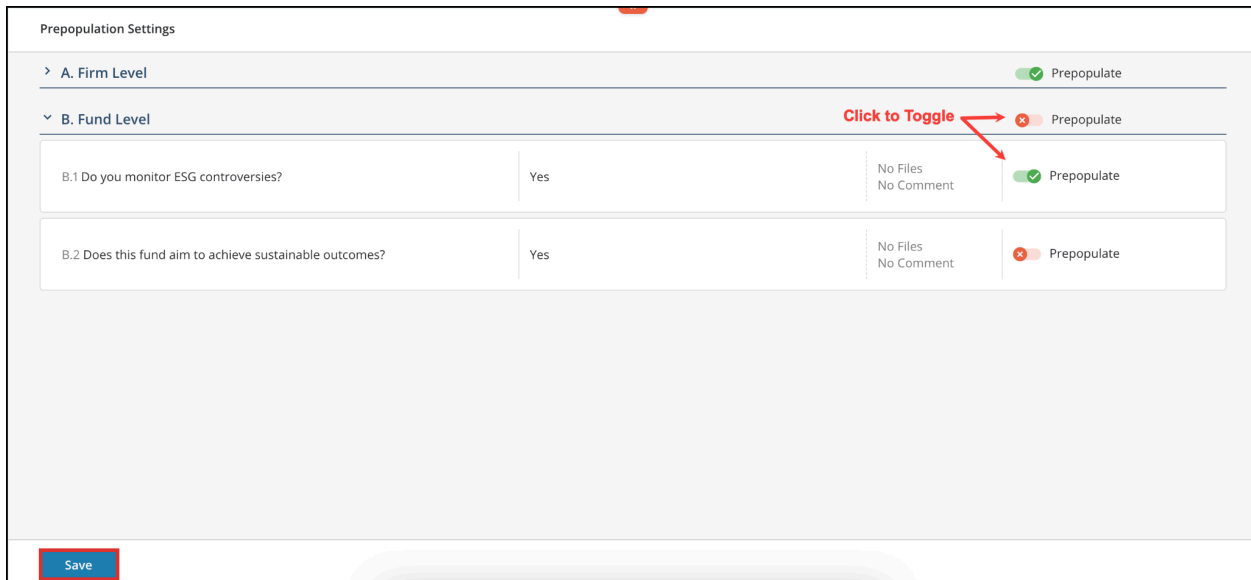 Prepopulation Settings
A. Firm Level
Prepopulate
B. Fund Level
Click to Toggle
Prepopulate
B.1 Do you monitor ESG controversies?
Yes
No Files
No Comment
Prepopulate
B.2 Does this fund aim to achieve sustainable outcomes?
Yes
No Files
No Comment
Prepopulate
Save